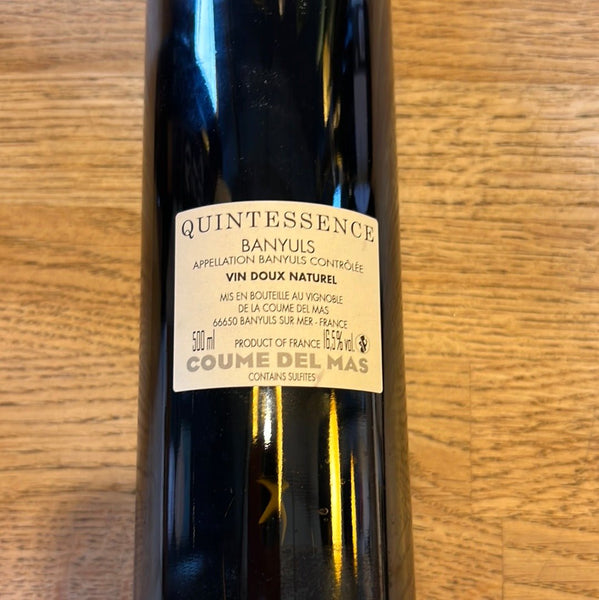 QUINTESSENCE
BANYULS
APPELLATION BANYULS CONTRÔLÉE
VIN DOUX NATUREL
MIS EN BOUTEILLE AU VIGNOBLE
DE LA COUME DEL MAS
66650 BANYULS SUR MER - FRANCE
500 ml PRODUCT OF FRANCE 16,5% vol.
COUME DEL MAS
CONTAINS SULFITES